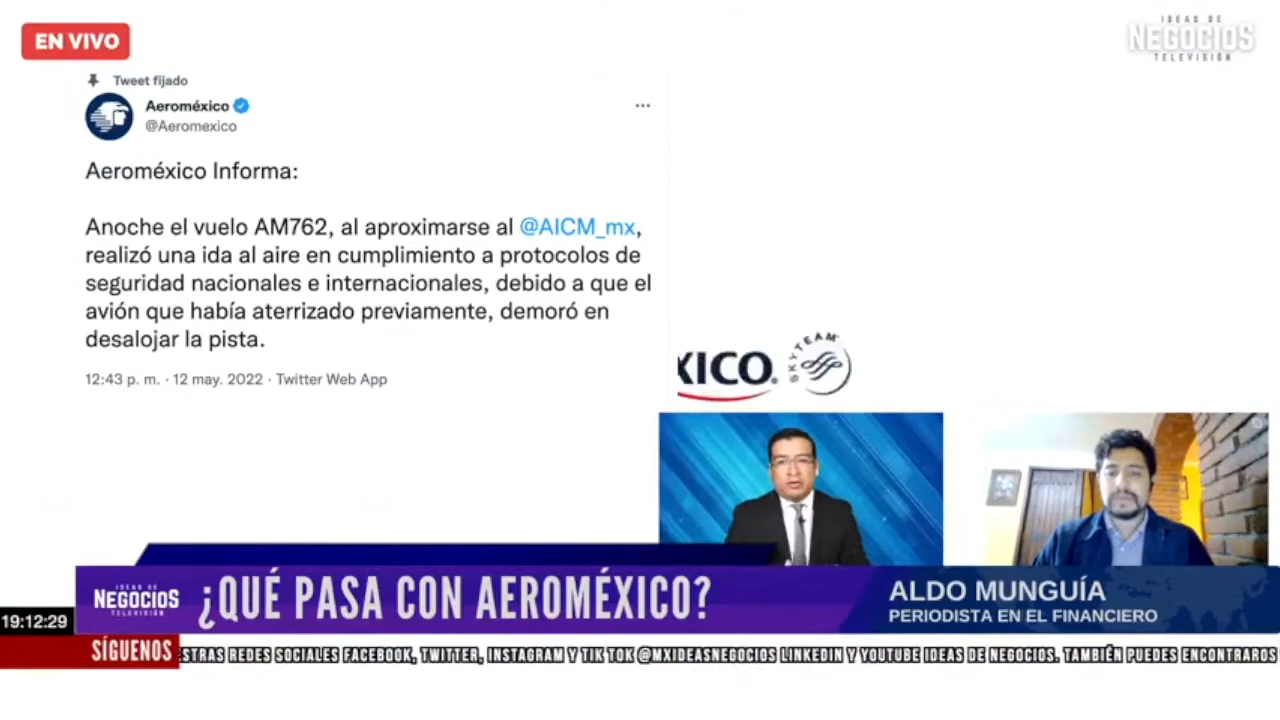 EN VIVO
IDEAS DE
NEGOCIOS
TELEVISIÓN
Tweet fijado
Aeroméxico
@Aeromexico
Aeroméxico Informa:
Anoche el vuelo AM762, al aproximarse al @AICM_mx,
realizó una ida al aire en cumplimiento a protocolos de
seguridad nacionales e internacionales, debido a que el
avión que había aterrizado previamente, demoró en
desalojar la pista.
12:43 p. m. · 12 may. 2022 · Twitter Web App
XICO®
SKYTEAM
IDEAS DE
NEGOCIOS
TELEVISIÓN
¿QUÉ PASA CON AEROMÉXICO?
ALDO MUNGUÍA
PERIODISTA EN EL FINANCIERO
19:12:29
SÍGUENOS
STRAS REDES SOCIALES FACEBOOK, TWITTER, INSTAGRAM Y TIK TOK @MXIDEASNEGOCIOS LINKEDIN Y YOUTUBE IDEAS DE NEGOCIOS. TAMBIÉN PUEDES ENCONTRAROS